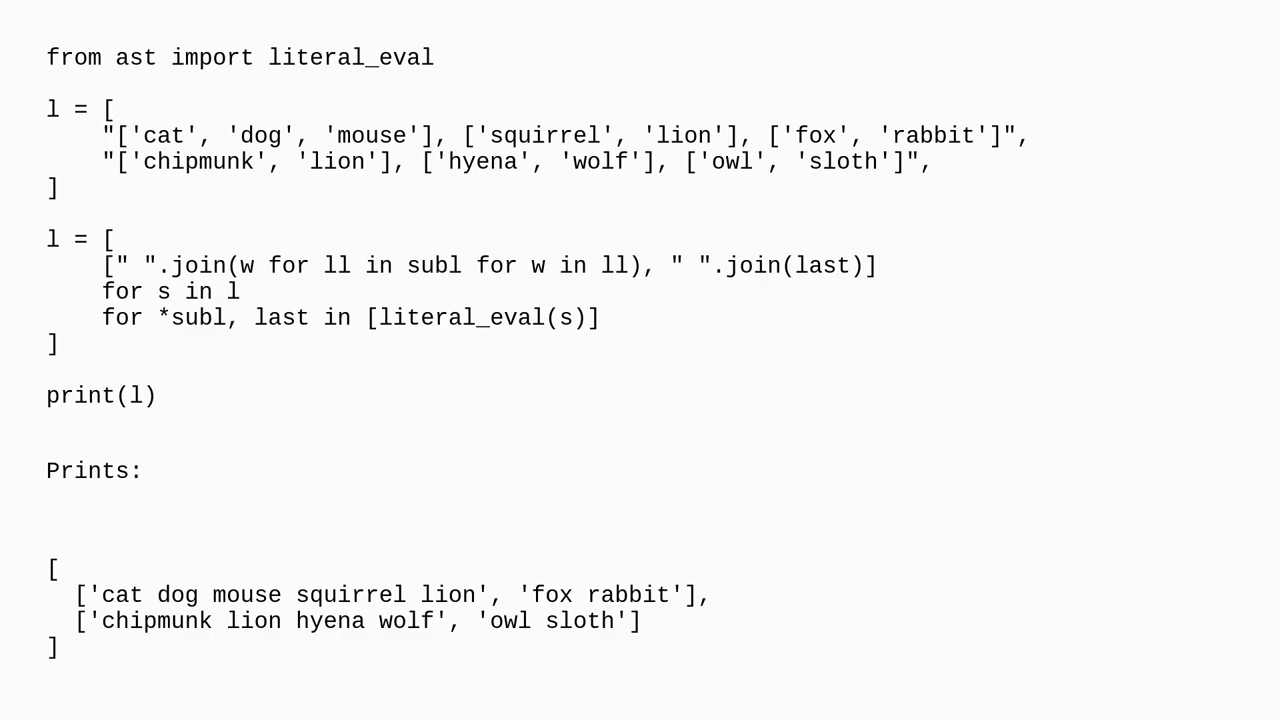 from ast import literal_eval
l = [
    "['cat', 'dog', 'mouse'], ['squirrel', 'lion'], ['fox', 'rabbit']",
    "['chipmunk', 'lion'], ['hyena', 'wolf'], ['owl', 'sloth']",
]
l = [
    [" ".join(w for ll in subl for w in ll), " ".join(last)]
    for s in l
    for *subl, last in [literal_eval(s)]
]
print(l)
Prints:
[
  ['cat dog mouse squirrel lion', 'fox rabbit'],
  ['chipmunk lion hyena wolf', 'owl sloth']
]